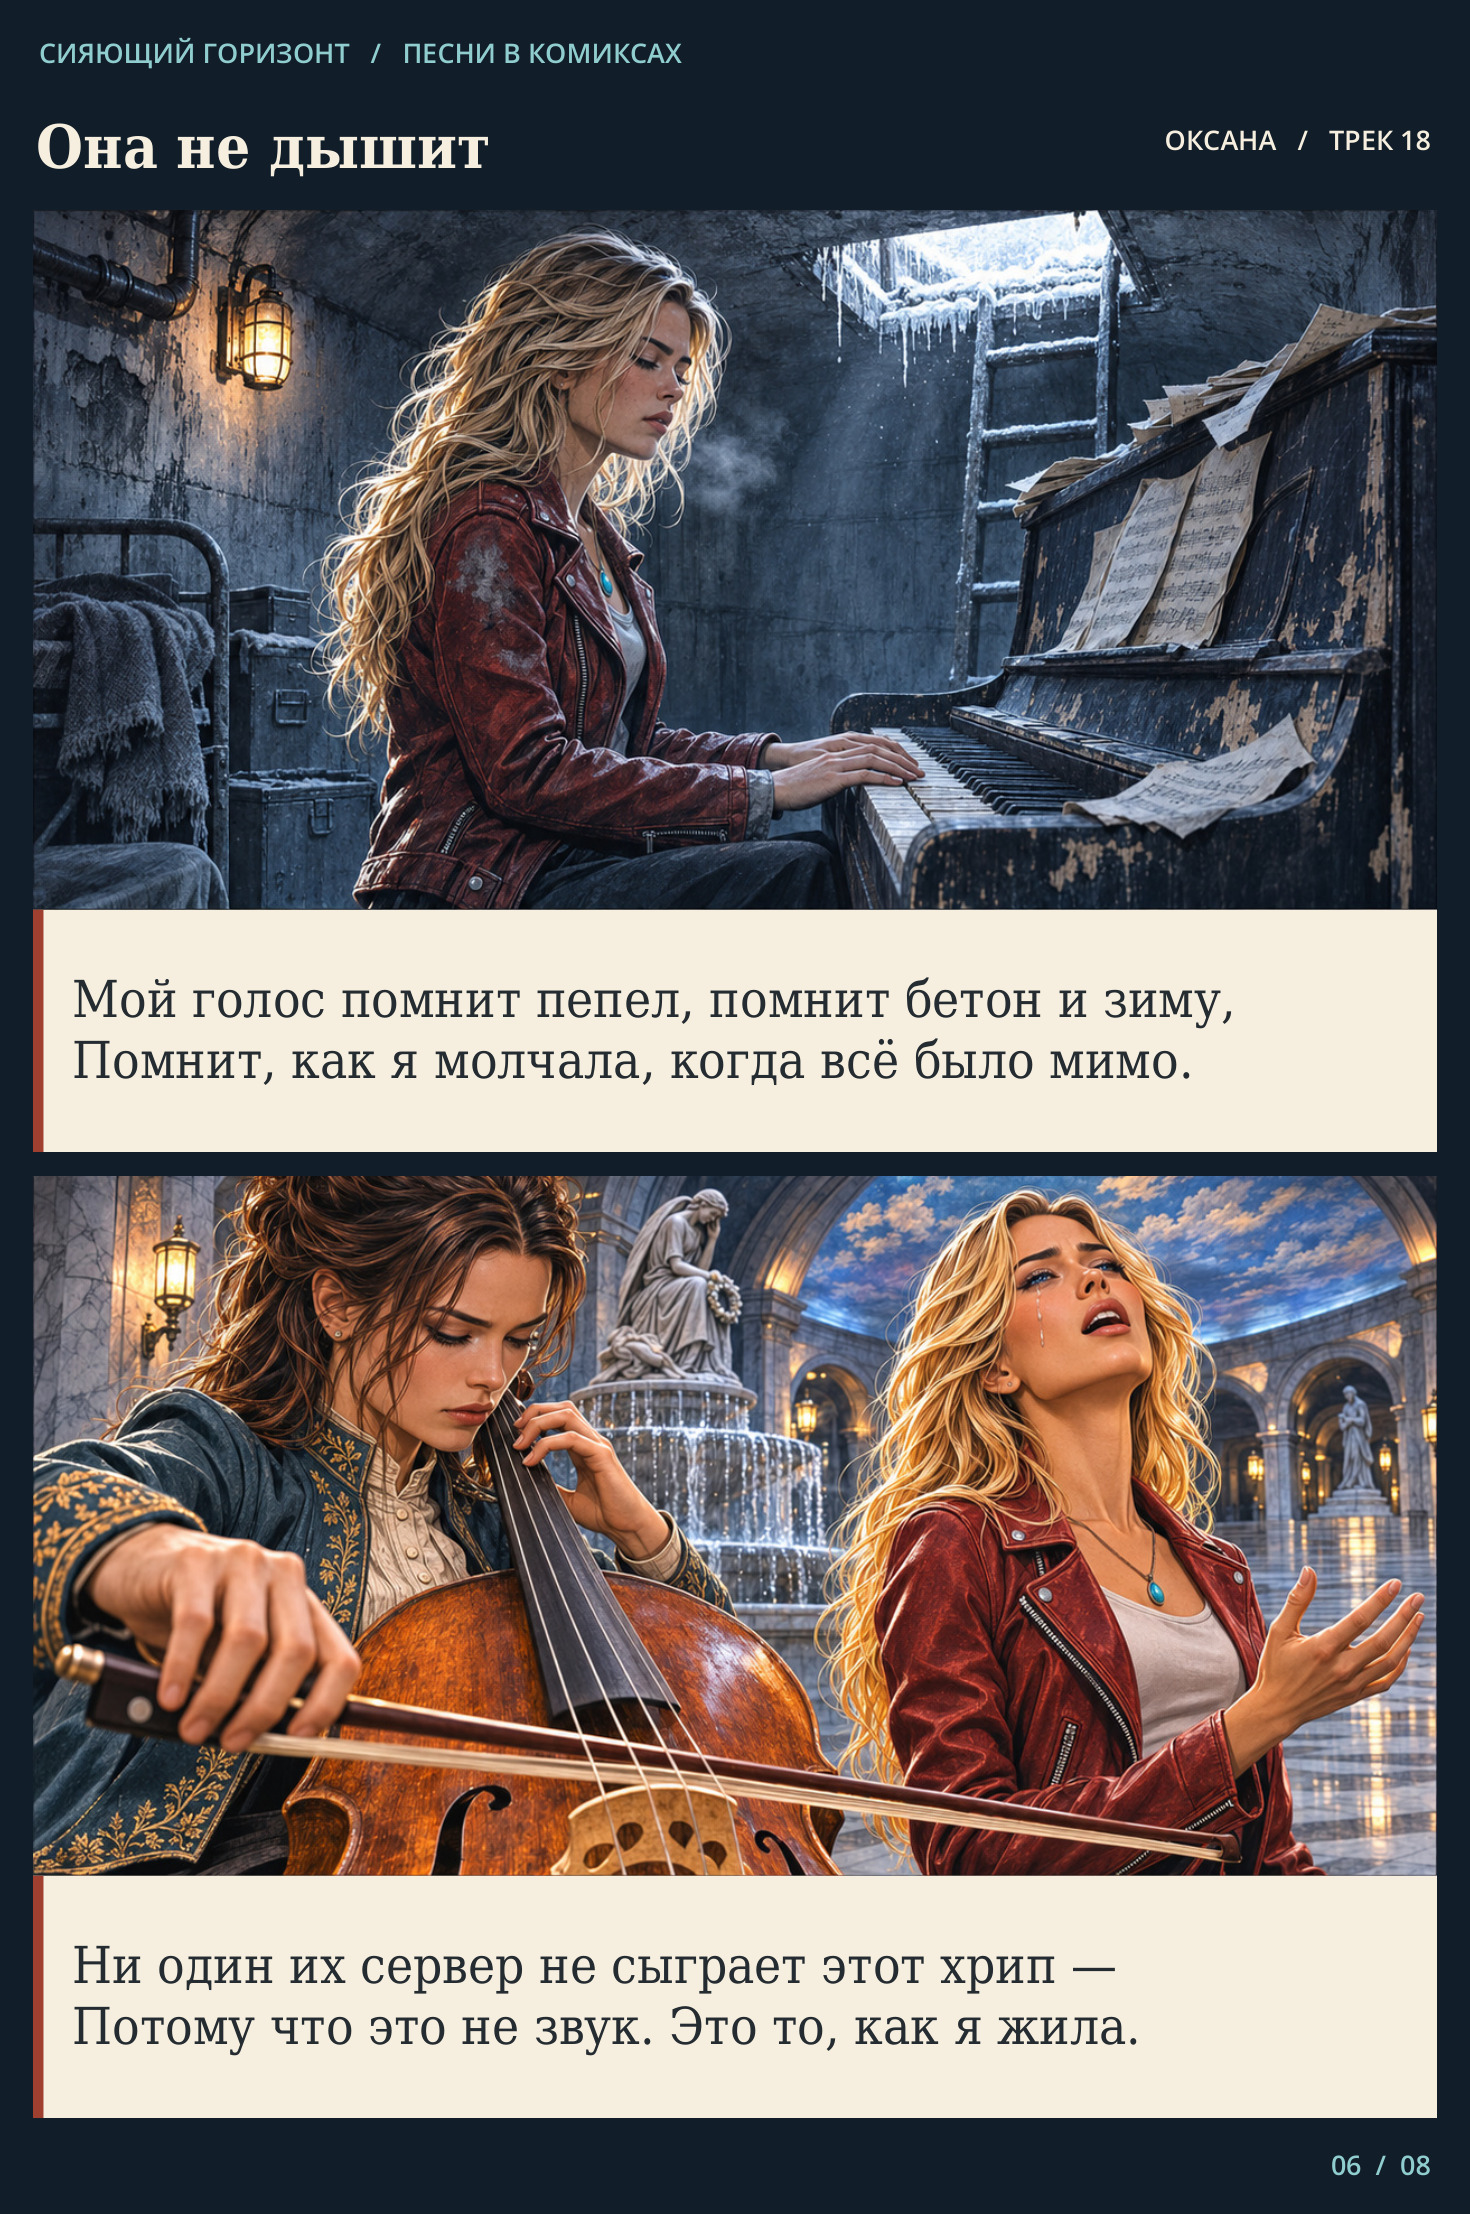 СИЯЮЩИЙ ГОРИЗОНТ / ПЕСНИ В КОМИКСАХ
Она не дышит
ОКСАНА / ТРЕК 18
Мой голос помнит пепел, помнит бетон и зиму,
Помнит, как я молчала, когда всё было мимо.
Ни один их сервер не сыграет этот хрип —
Потому что это не звук. Это то, как я жила.
06 / 08